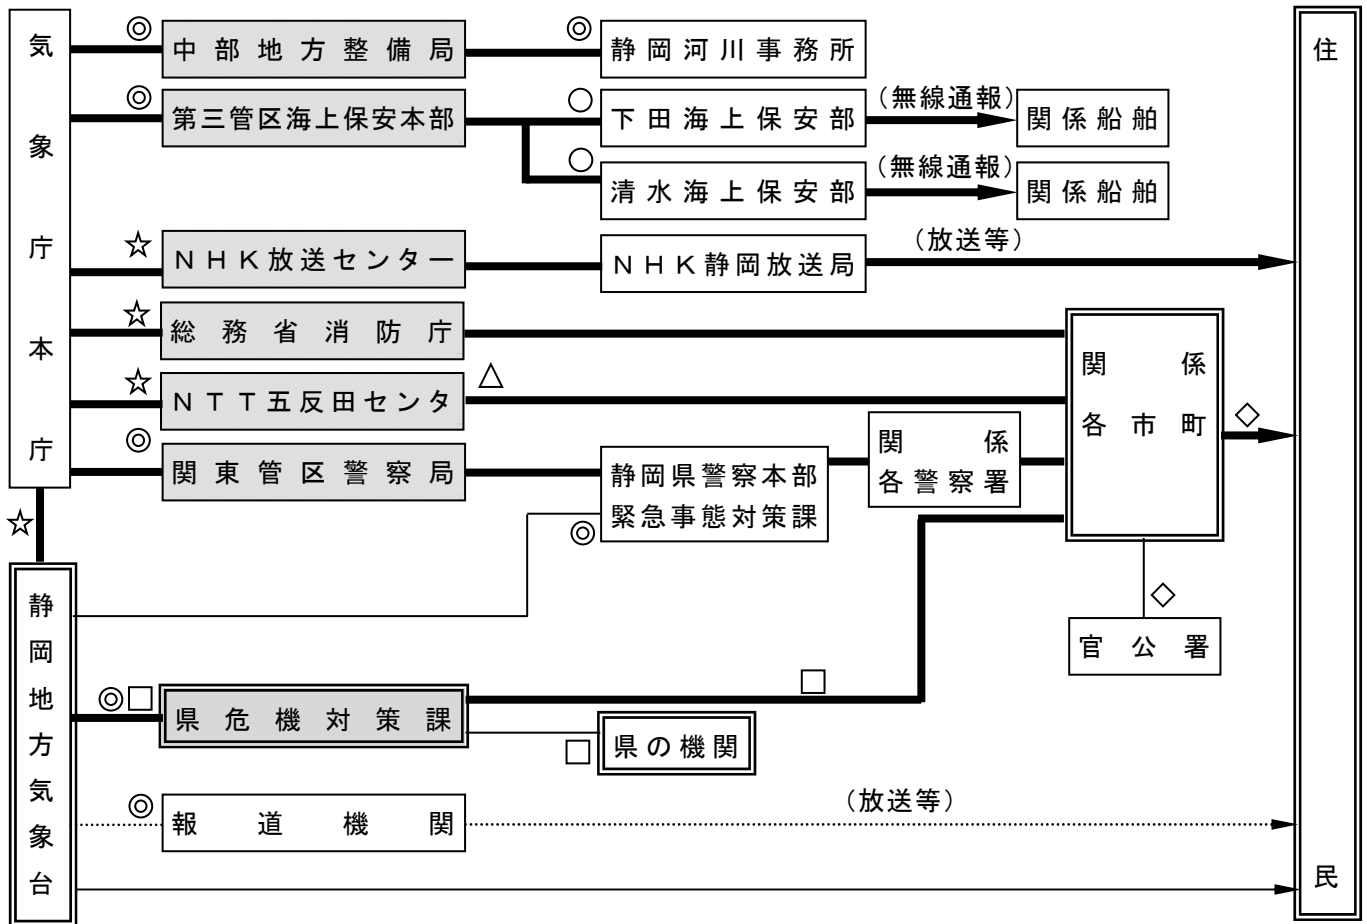 気象庁本庁
◎
中部地方整備局
◎
静岡河川事務所
◎
第三管区海上保安本部
○
下田海上保安部
(無線通報)
関係船舶
○
清水海上保安部
(無線通報)
関係船舶
☆
NHK放送センター
NHK静岡放送局
(放送等)
☆
総務省消防庁
☆
NTT五反田センタ
△
◎
関東管区警察局
静岡県警察本部
緊急事態対策課
◎
関係
各警察署
関係
各市町
◇
◇
官公署
☆
静岡地方気象台
◎□
県危機対策課
□
□
県の機関
◎
報道機関
(放送等)
住民